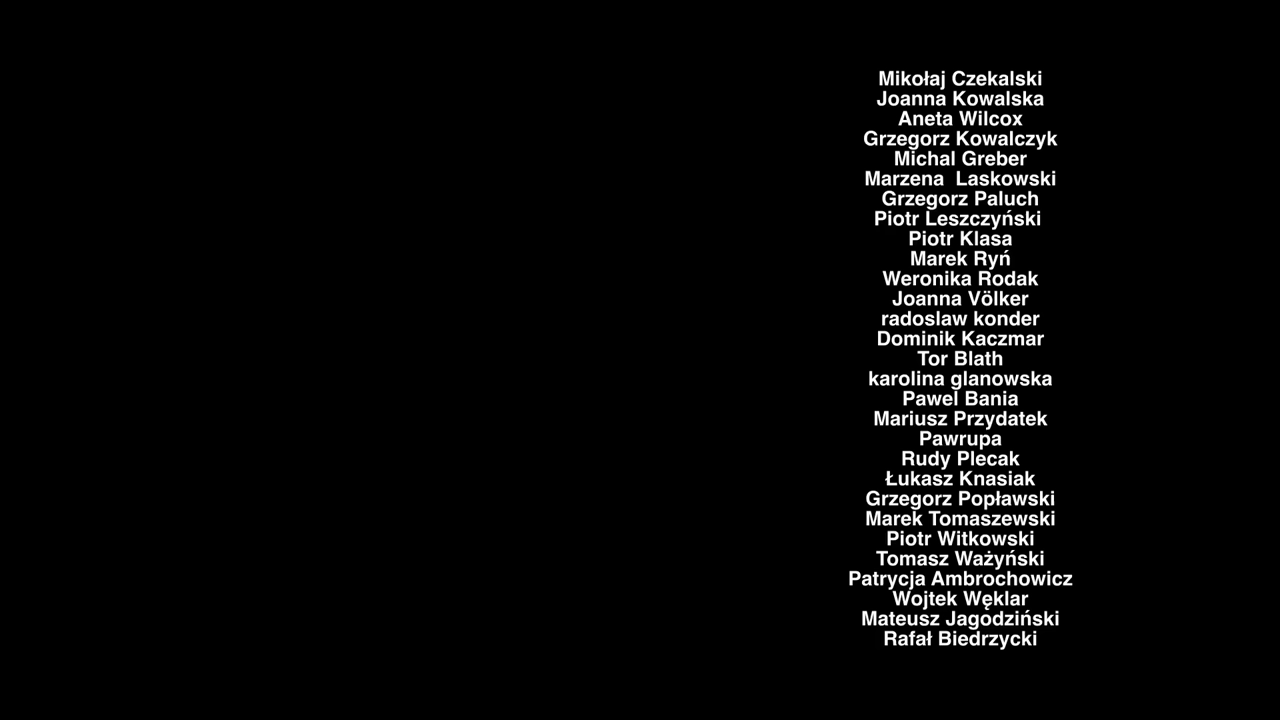 Mikołaj Czekalski
Joanna Kowalska
Aneta Wilcox
Grzegorz Kowalczyk
Michal Greber
Marzena  Laskowski
Grzegorz Paluch
Piotr Leszczyński
Piotr Klasa
Marek Ryń
Weronika Rodak
Joanna Völker
radoslaw konder
Dominik Kaczmar
Tor Blath
karolina glanowska
Pawel Bania
Mariusz Przydatek
Pawrupa
Rudy Plecak
Łukasz Knasiak
Grzegorz Popławski
Marek Tomaszewski
Piotr Witkowski
Tomasz Ważyński
Patrycja Ambrochowicz
Wojtek Węklar
Mateusz Jagodziński
Rafał Biedrzycki